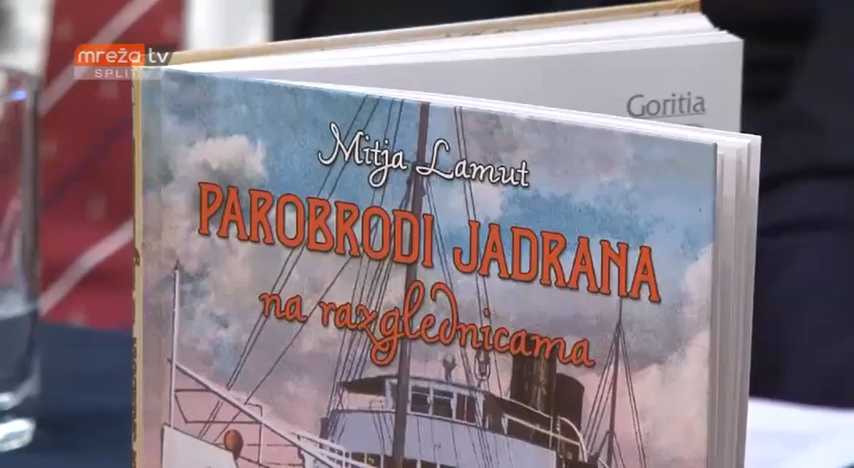 mreža tv
SPLIT
Goritia
Mitja Lamut
PAROBRODI JADRANA
na razglednicama